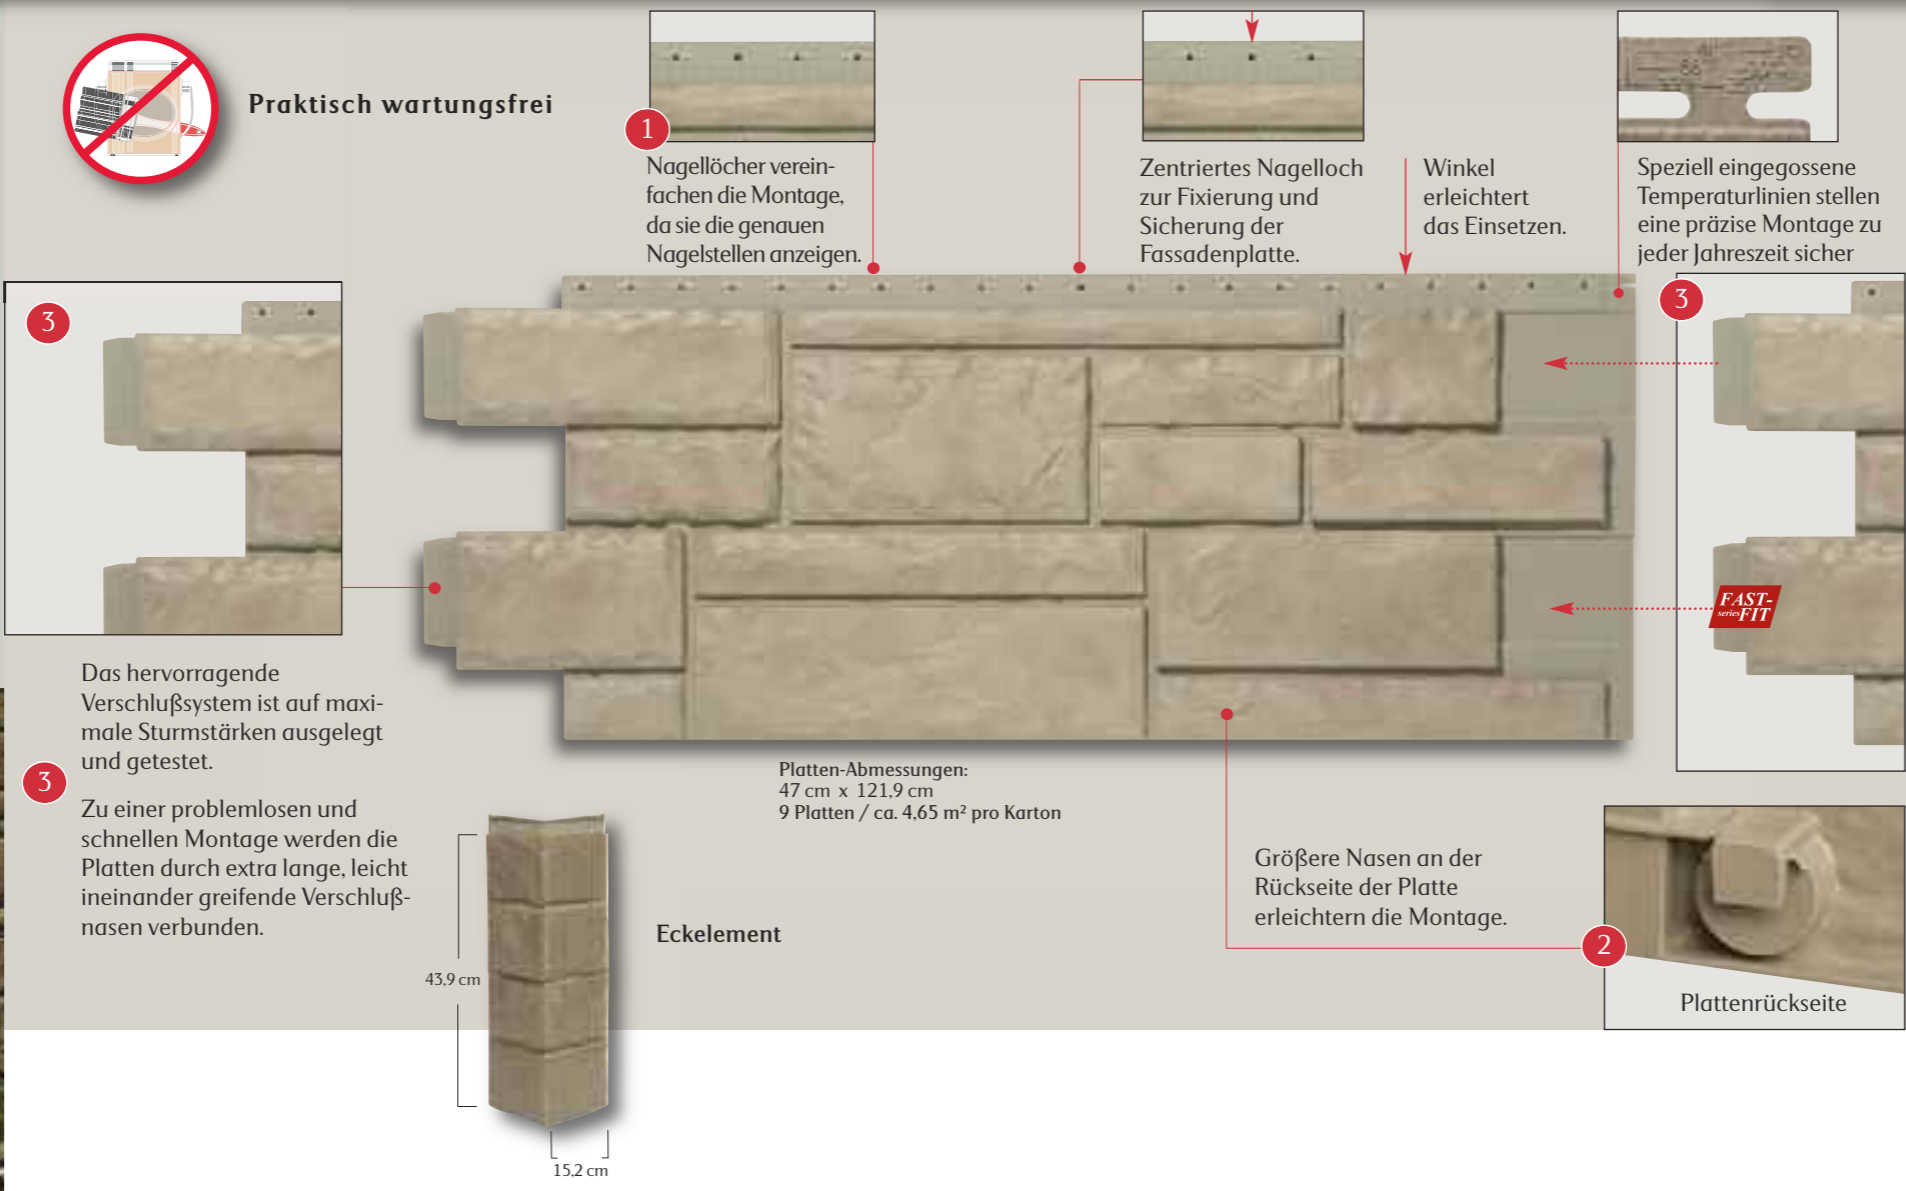 Praktisch wartungsfrei
1
Nagellöcher verein-
fachen die Montage,
da sie die genauen
Nagelstellen anzeigen.
Zentriertes Nagelloch
zur Fixierung und
Sicherung der
Fassadenplatte.
Winkel
erleichtert
das Einsetzen.
Speziell eingegossene
Temperaturlinien stellen
eine präzise Montage zu
jeder Jahreszeit sicher
3
3
FAST-
series FIT
Das hervorragende
Verschlußsystem ist auf maxi-
male Sturmstärken ausgelegt
und getestet.
3
Zu einer problemlosen und
schnellen Montage werden die
Platten durch extra lange, leicht
ineinander greifende Verschluß-
nasen verbunden.
Platten-Abmessungen:
47 cm x 121,9 cm
9 Platten / ca. 4,65 m² pro Karton
Eckelement
43,9 cm
15,2 cm
Größere Nasen an der
Rückseite der Platte
erleichtern die Montage.
2
Plattenrückseite